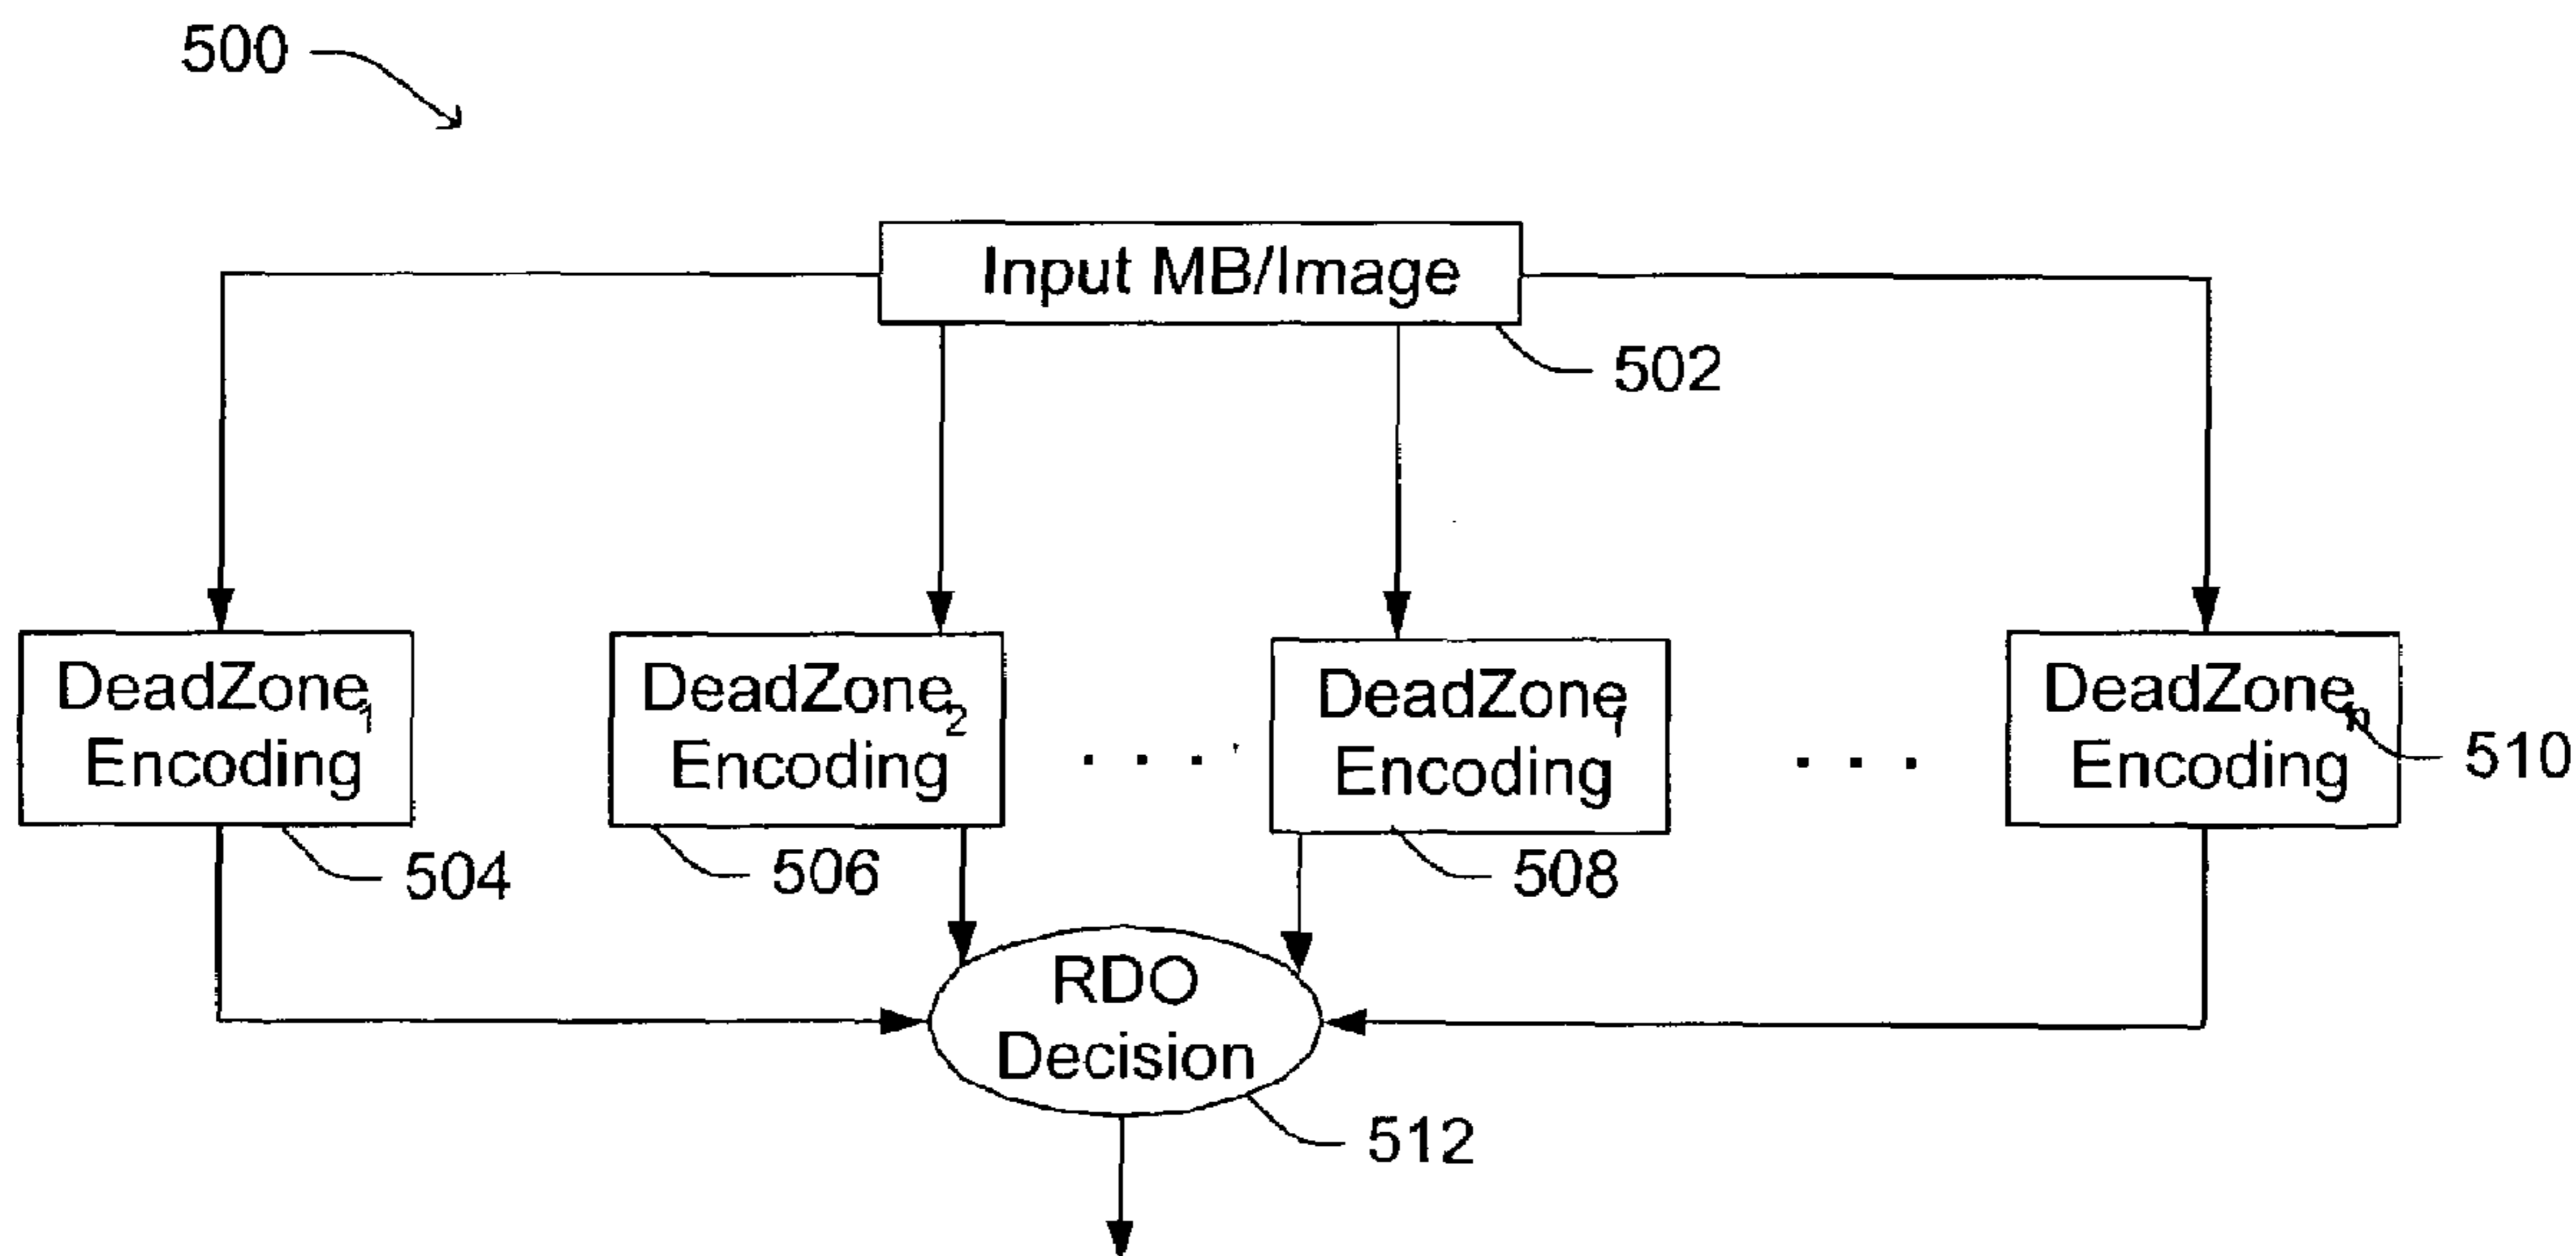 500
Input MB/Image
502
DeadZone1
Encoding
504
DeadZone2
Encoding
506
DeadZone
Encoding
508
DeadZonen
Encoding
510
RDO
Decision
512